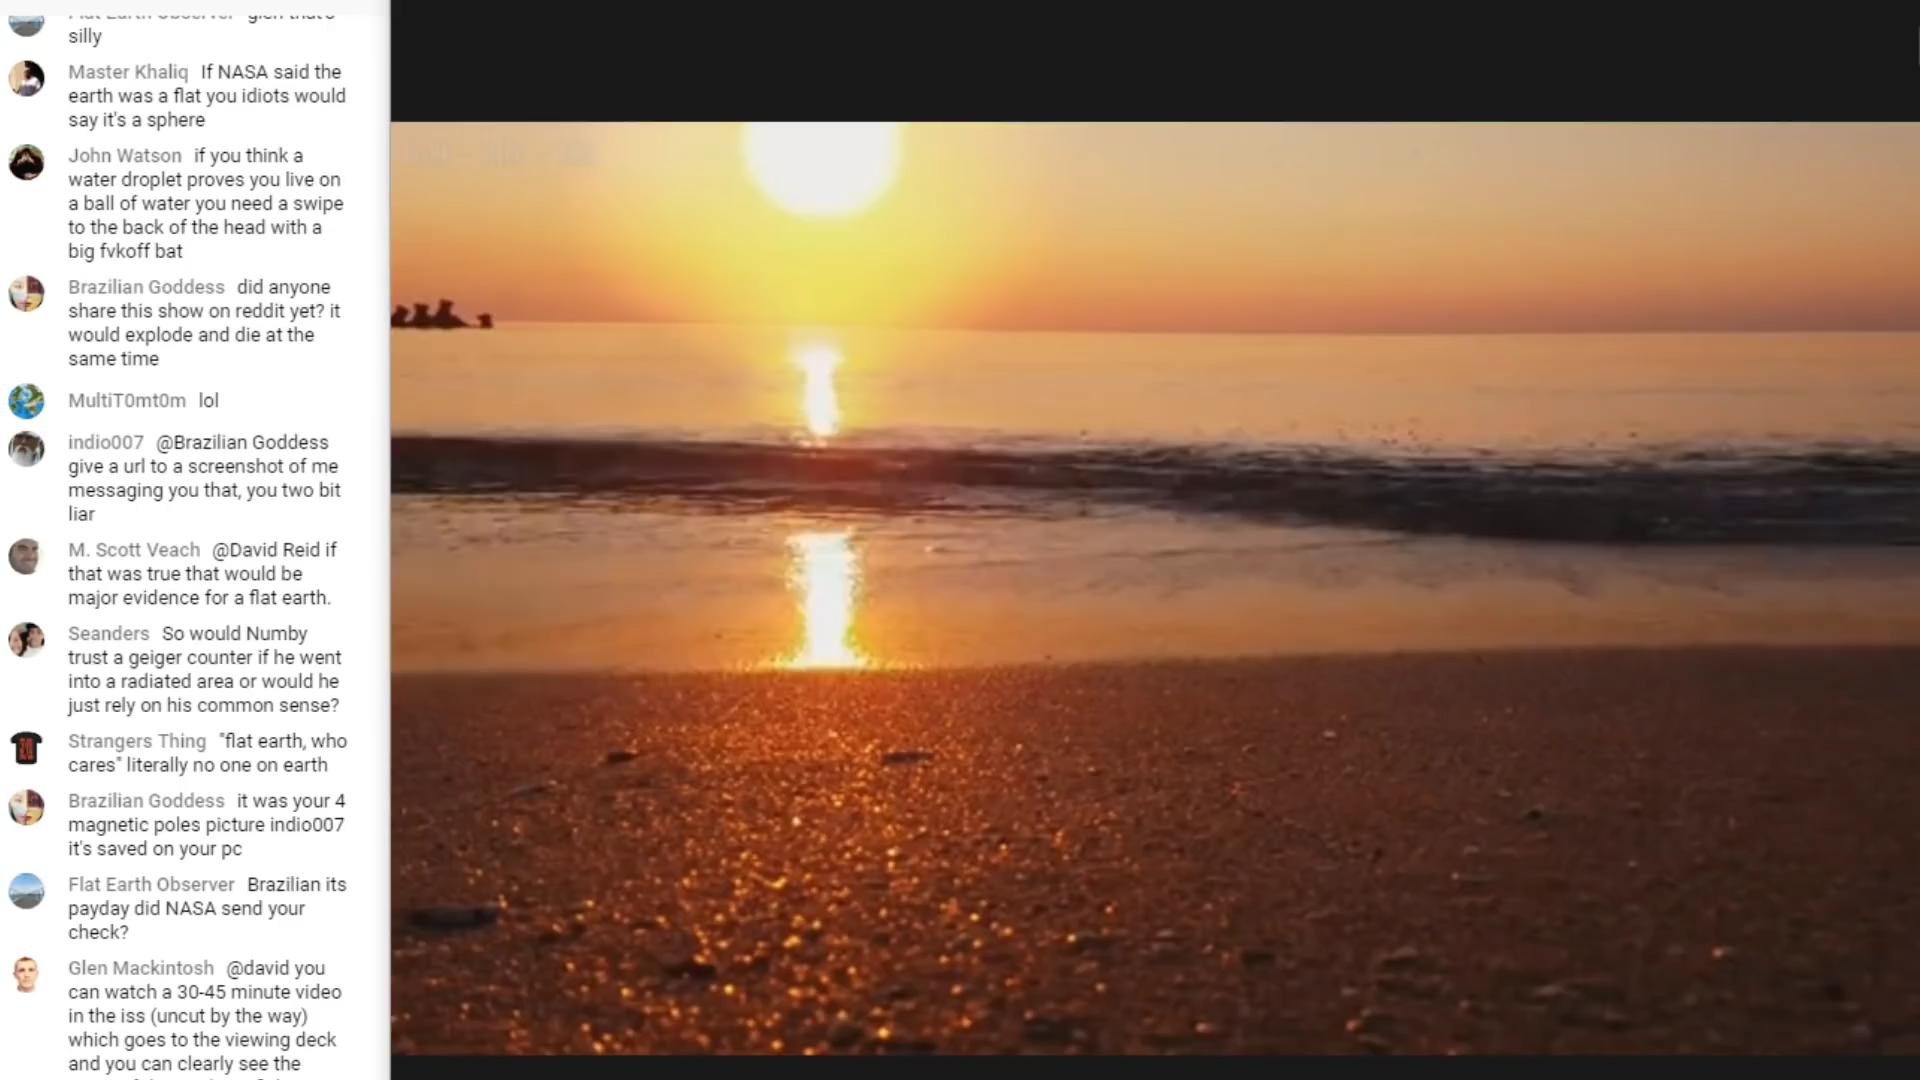 silly
Master Khaliq If NASA said the
earth was a flat you idiots would
say it's a sphere
John Watson if you think a
water droplet proves you live on
a ball of water you need a swipe
to the back of the head with a
big fvkoff bat
Brazilian Goddess did anyone
share this show on reddit yet? it
would explode and die at the
same time
MultiT0mt0m lol
indio007 @Brazilian Goddess
give a url to a screenshot of me
messaging you that, you two bit
liar
M. Scott Veach @David Reid if
that was true that would be
major evidence for a flat earth.
Seanders So would Numby
trust a geiger counter if he went
into a radiated area or would he
just rely on his common sense?
Strangers Thing "flat earth, who
cares" literally no one on earth
Brazilian Goddess it was your 4
magnetic poles picture indio007
it's saved on your pc
Flat Earth Observer Brazilian its
payday did NASA send your
check?
Glen Mackintosh @david you
can watch a 30-45 minute video
in the iss (uncut by the way)
which goes to the viewing deck
and you can clearly see the